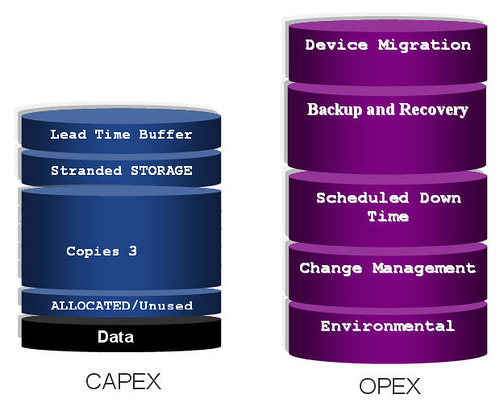 Lead Time Buffer
Stranded STORAGE
Copies 3
ALLOCATED/Unused
Data
CAPEX
Device Migration
Backup and Recovery
Scheduled Down
Time
Change Management
Environmental
OPEX